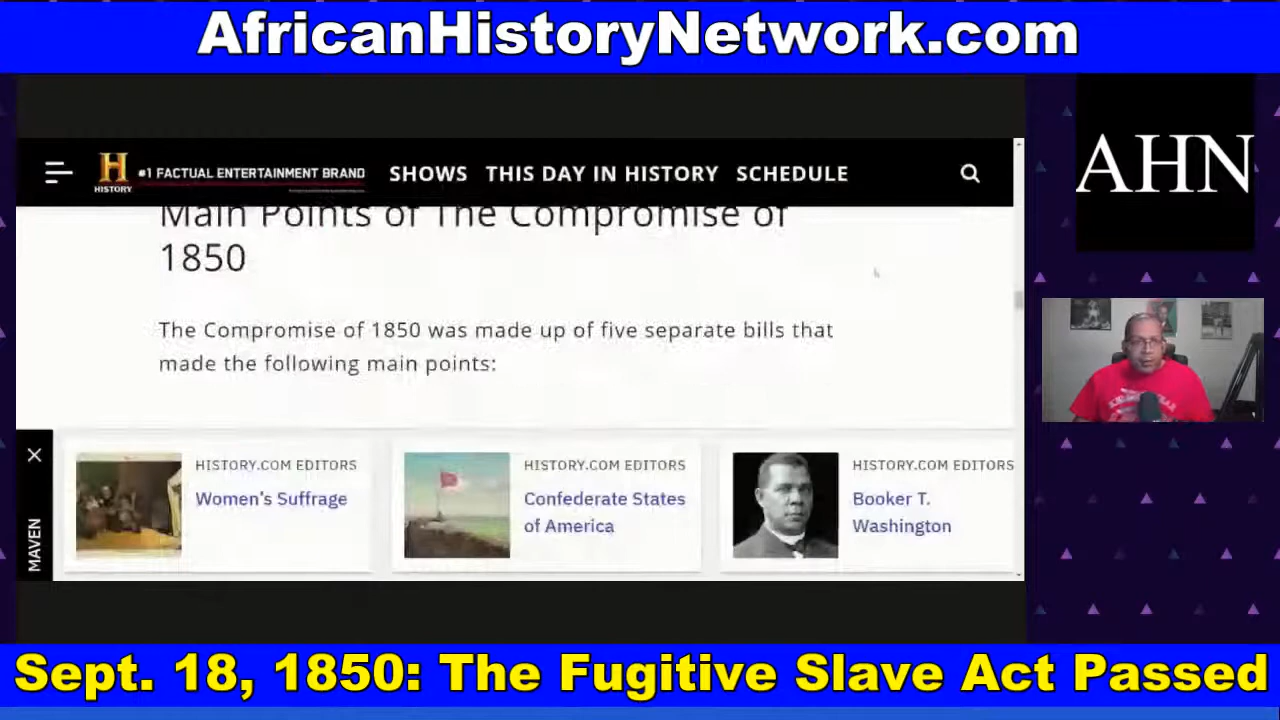 AfricanHistoryNetwork.com
AHN
H
HISTORY
#1 FACTUAL ENTERTAINMENT BRAND
SHOWS THIS DAY IN HISTORY SCHEDULE
Main Points of The Compromise of
1850
The Compromise of 1850 was made up of five separate bills that
made the following main points:
MAVEN
HISTORY.COM EDITORS
Women's Suffrage
HISTORY.COM EDITORS
Confederate States
of America
HISTORY.COM EDITORS
Booker T.
Washington
Sept. 18, 1850: The Fugitive Slave Act Passed